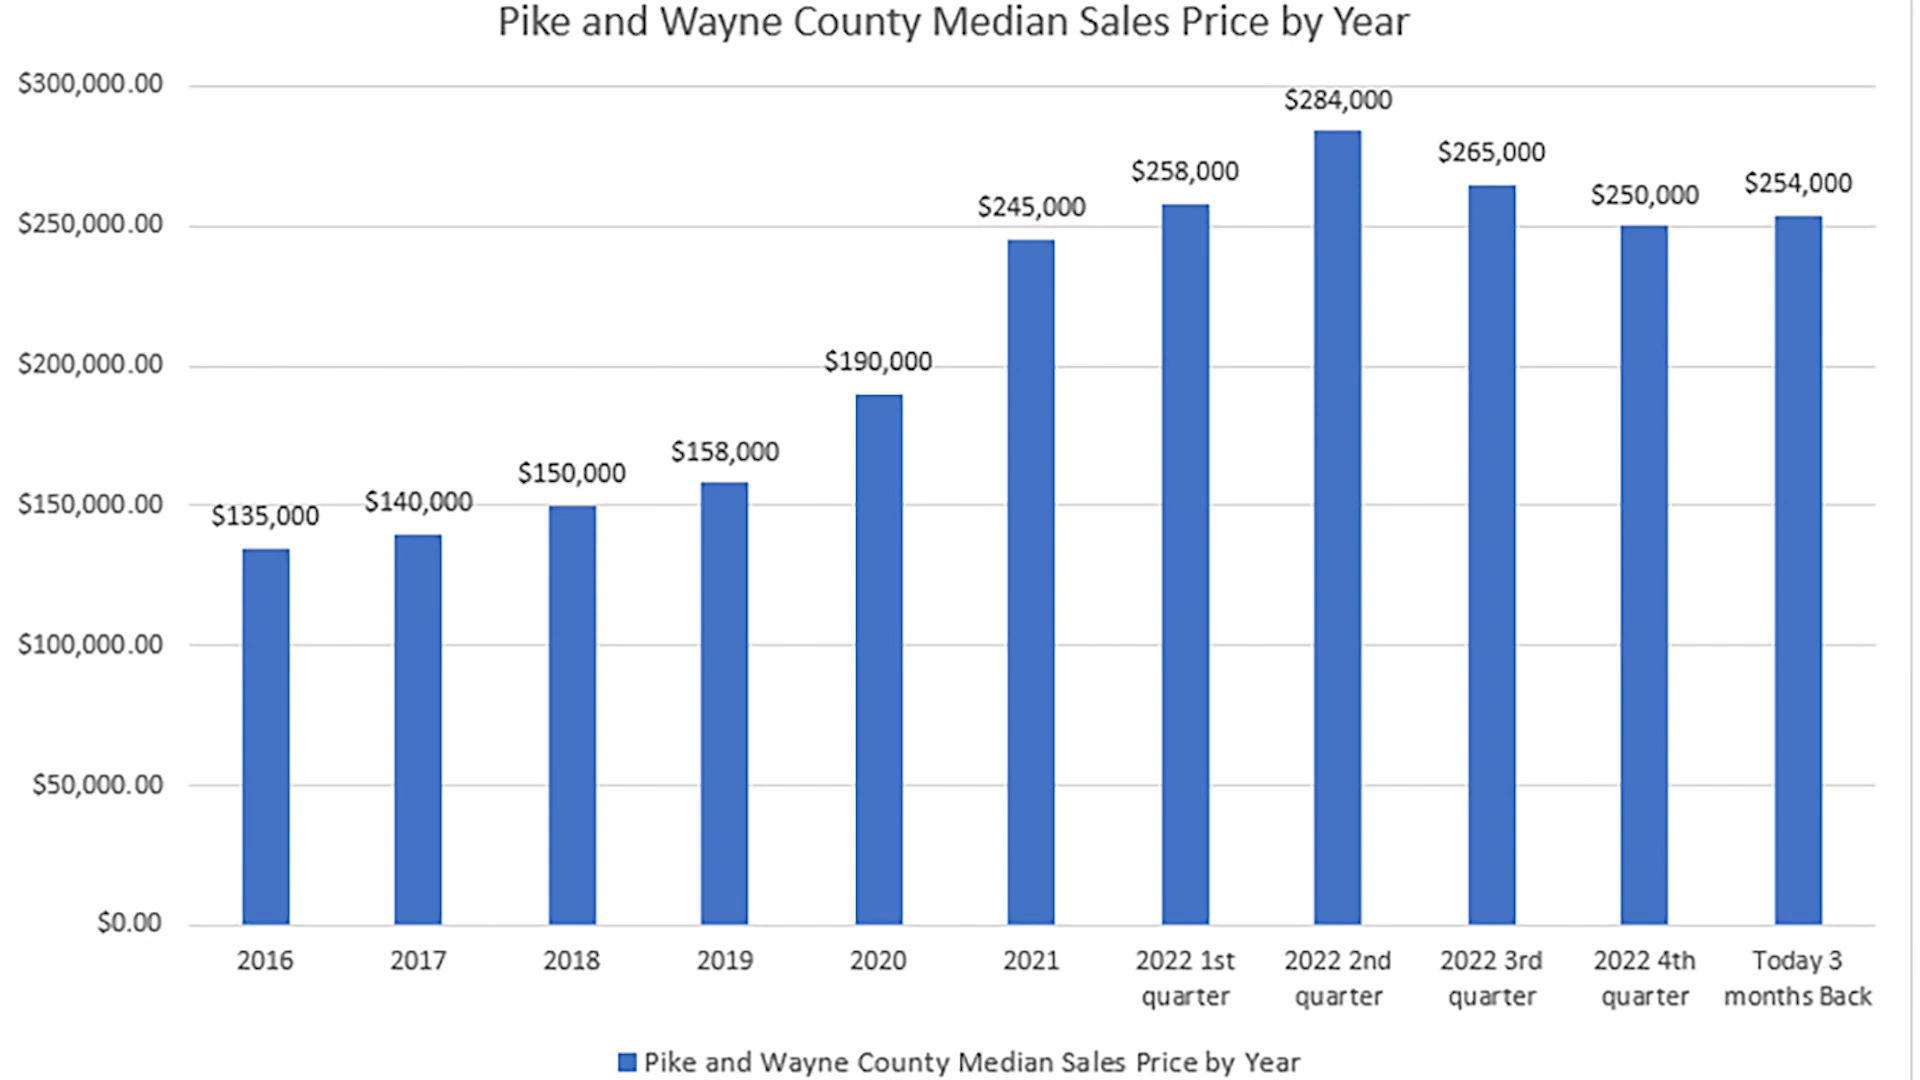 Pike and Wayne County Median Sales Price by Year
$300,000.00
$250,000.00
$200,000.00
$150,000.00
$100,000.00
$50,000.00
$0.00
$135,000
$140,000
$150,000
$158,000
$190,000
$245,000
$258,000
$284,000
$265,000
$250,000
$254,000
2016
2017
2018
2019
2020
2021
2022 1st
quarter
2022 2nd
quarter
2022 3rd
quarter
2022 4th
quarter
Today 3
months Back
Pike and Wayne County Median Sales Price by Year